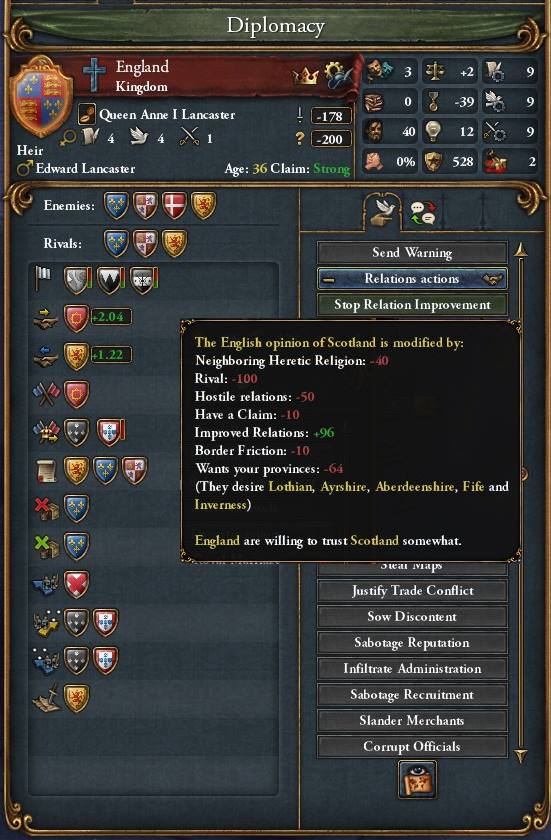 Diplomacy
England
Kingdom
3 +2 9
Queen Anne I Lancaster
-178
0 -39 9
4 4 1
-200
40 12 9
Heir
Edward Lancaster
Age: 36 Claim: Strong
0% 528 2
Enemies:
Rivals:
Send Warning
Relations actions
Stop Relation Improvement
+2.04
+1.22
The English opinion of Scotland is modified by:
Neighboring Heretic Religion: -40
Rival: -100
Hostile relations: -50
Have a Claim: -10
Improved Relations: +96
Border Friction: -10
Wants your provinces: -64
(They desire Lothian, Ayrshire, Aberdeenshire, Fife and
Inverness)
England are willing to trust Scotland somewhat.
Steal Maps
Justify Trade Conflict
Sow Discontent
Sabotage Reputation
Infiltrate Administration
Sabotage Recruitment
Slander Merchants
Corrupt Officials